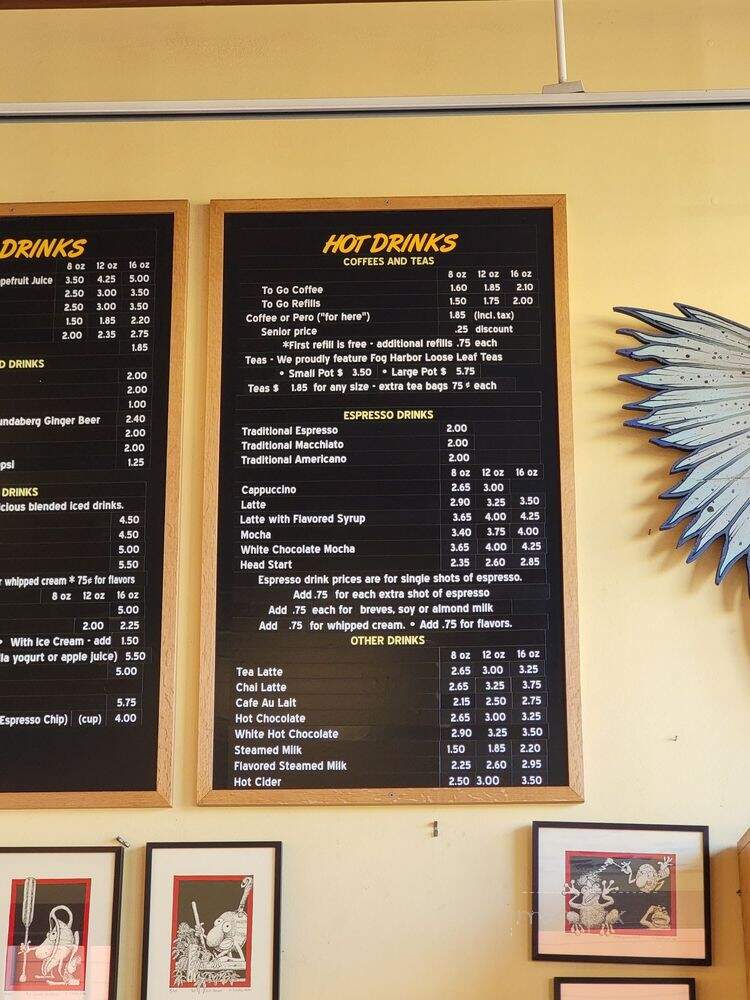 DRINKS
8 oz 12 oz 16 oz
pefruit Juice 3.50 4.25 5.00
2.50 3.00 3.50
2.50 3.00 3.50
1.50 1.85 2.20
2.00 2.35 2.75
1.85
D DRINKS
2.00
2.00
1.00
undaberg Ginger Beer 2.40
2.00
2.00
psi 1.25
DRINKS
icious blended iced drinks.
4.50
4.50
5.00
5.50
r whipped cream * 75¢ for flavors
8 oz 12 oz 16 oz
5.00
2.00 2.25
• With Ice Cream - add 1.50
lla yogurt or apple juice) 5.50
5.00
5.75
Espresso Chip) (cup) 4.00
HOT DRINKS
COFFEES AND TEAS
8 oz 12 oz 16 oz
To Go Coffee 1.60 1.85 2.10
To Go Refills 1.50 1.75 2.00
Coffee or Pero ("for here") 1.85 (incl. tax)
Senior price .25 discount
*First refill is free - additional refills .75 each
Teas - We proudly feature Fog Harbor Loose Leaf Teas
• Small Pot $ 3.50 • Large Pot $ 5.75
Teas $ 1.85 for any size - extra tea bags 75 ¢ each
ESPRESSO DRINKS
Traditional Espresso 2.00
Traditional Macchiato 2.00
Traditional Americano 2.00
8 oz 12 oz 16 oz
Cappuccino 2.65 3.00
Latte 2.90 3.25 3.50
Latte with Flavored Syrup 3.65 4.00 4.25
Mocha 3.40 3.75 4.00
White Chocolate Mocha 3.65 4.00 4.25
Head Start 2.35 2.60 2.85
Espresso drink prices are for single shots of espresso.
Add .75 for each extra shot of espresso
Add .75 each for breves, soy or almond milk
Add .75 for whipped cream. • Add .75 for flavors.
OTHER DRINKS
8 oz 12 oz 16 oz
Tea Latte 2.65 3.00 3.25
Chai Latte 2.65 3.25 3.75
Cafe Au Lait 2.15 2.50 2.75
Hot Chocolate 2.65 3.00 3.25
White Hot Chocolate 2.90 3.25 3.50
Steamed Milk 1.50 1.85 2.20
Flavored Steamed Milk 2.25 2.60 2.95
Hot Cider 2.50 3.00 3.50